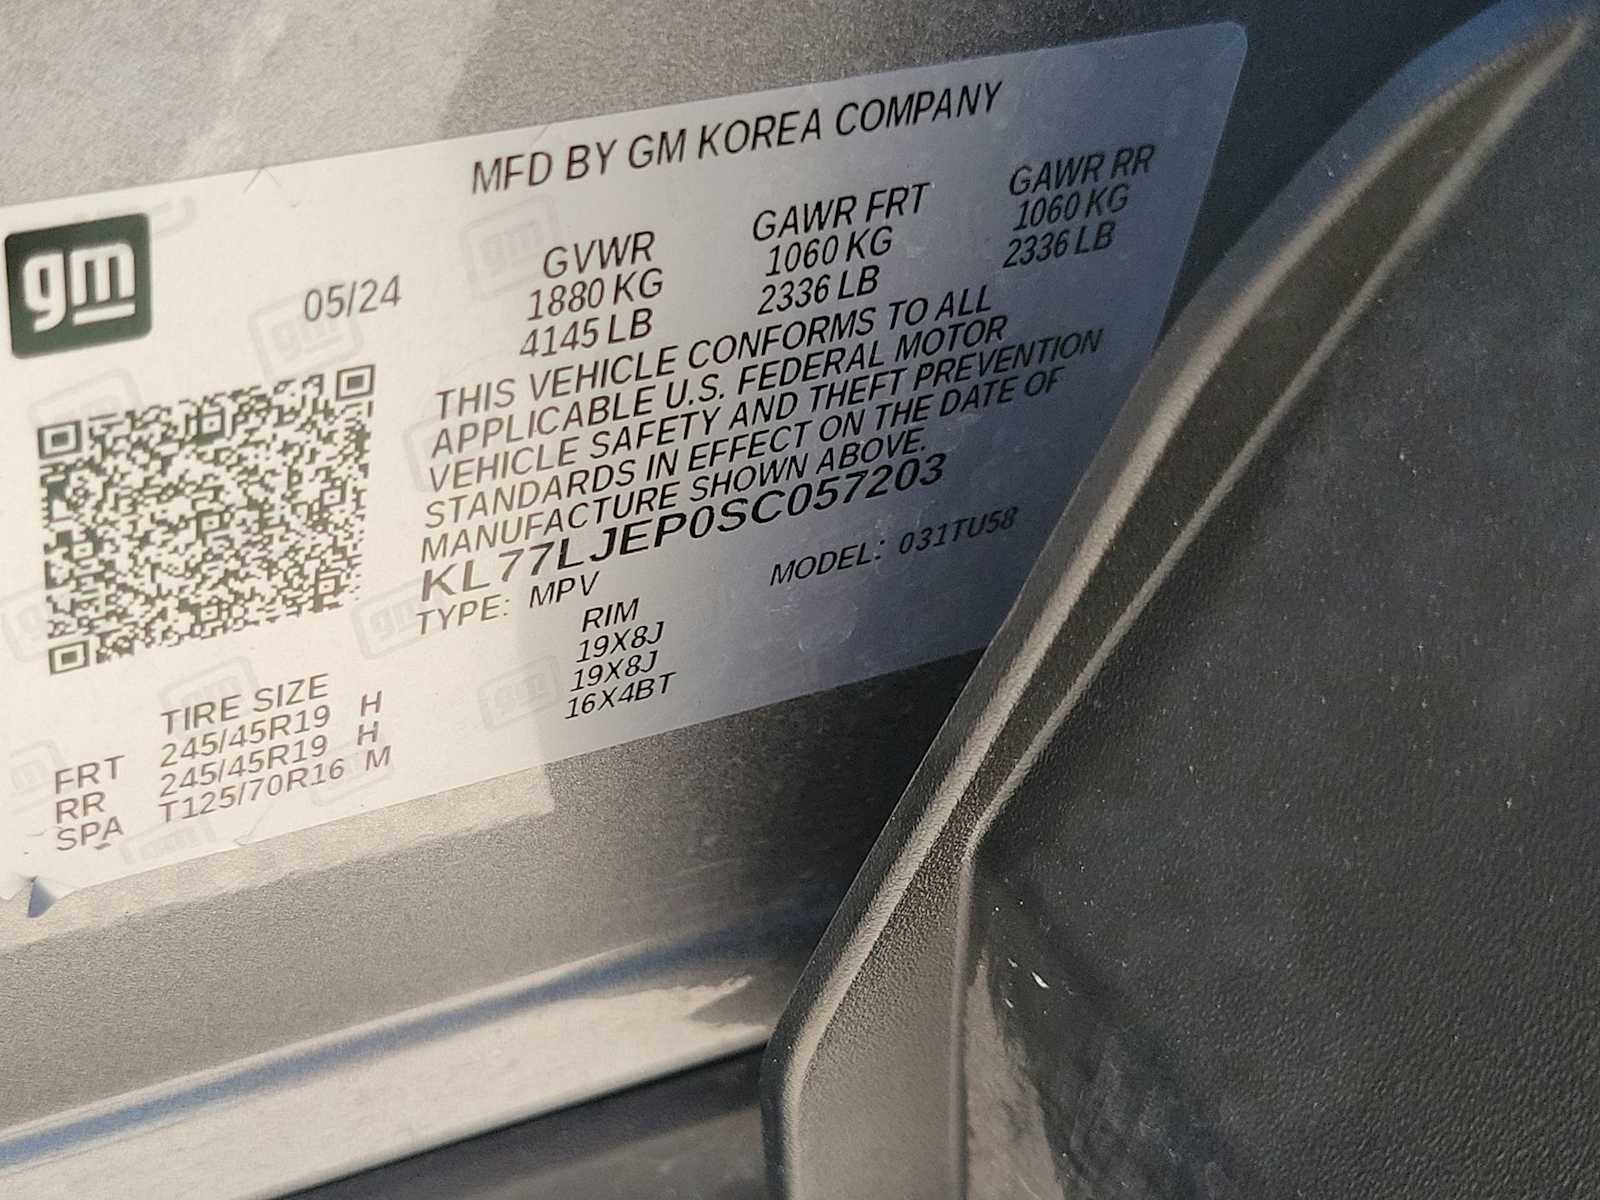 MFD BY GM KOREA COMPANY
gm
05/24
GVWR GAWR FRT GAWR RR
1880 KG 1060 KG 1060 KG
4145 LB 2336 LB 2336 LB
THIS VEHICLE CONFORMS TO ALL
APPLICABLE U.S. FEDERAL MOTOR
VEHICLE SAFETY AND THEFT PREVENTION
STANDARDS IN EFFECT ON THE DATE OF
MANUFACTURE SHOWN ABOVE.
KL77LJEP0SC057203
TYPE: MPV MODEL: 031TU58
TIRE SIZE RIM
FRT 245/45R19 H 19X8J
RR 245/45R19 H 19X8J
SPA T125/70R16 M 16X4BT